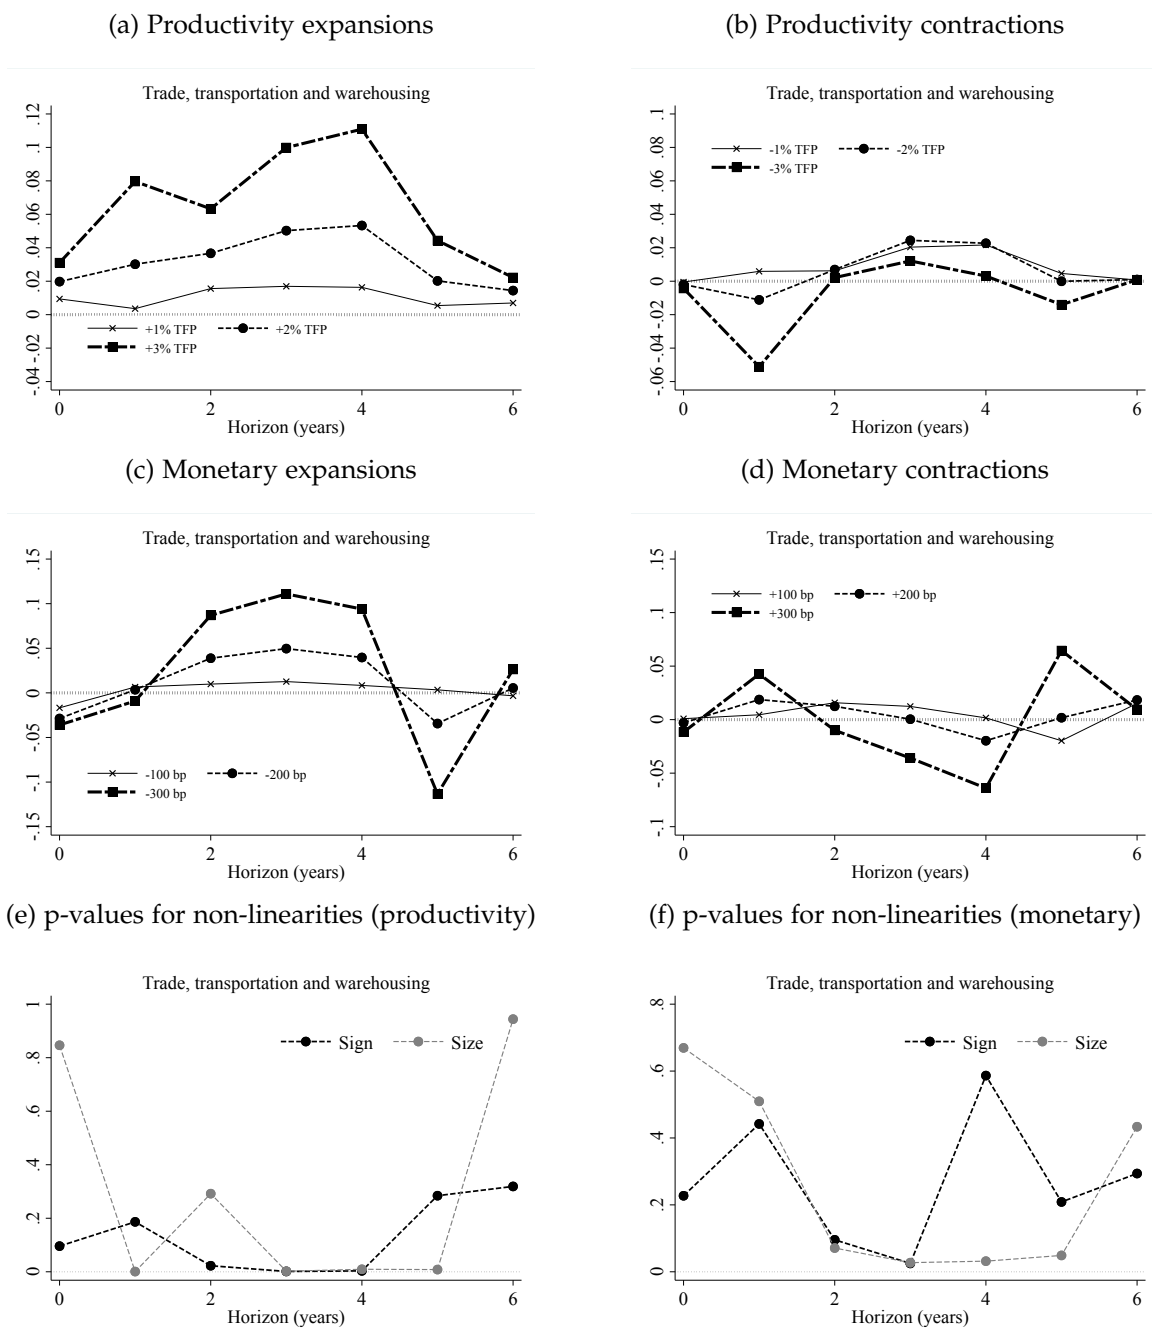 (a) Productivity expansions
Trade, transportation and warehousing
.12
.1
.08
.06
.04
.02
0
-.02
-.04
+1% TFP
+2% TFP
+3% TFP
0
2
4
6
Horizon (years)
(b) Productivity contractions
Trade, transportation and warehousing
.1
.08
.06
.04
.02
0
-.02
-.04
-.06
-1% TFP
-2% TFP
-3% TFP
0
2
4
6
Horizon (years)
(c) Monetary expansions
Trade, transportation and warehousing
.15
.1
.05
0
-.05
-.1
-.15
-100 bp
-200 bp
-300 bp
0
2
4
6
Horizon (years)
(d) Monetary contractions
Trade, transportation and warehousing
.15
.1
.05
0
-.05
-.1
+100 bp
+200 bp
+300 bp
0
2
4
6
Horizon (years)
(e) p-values for non-linearities (productivity)
Trade, transportation and warehousing
1
.8
.6
.4
.2
0
Sign
Size
0
2
4
6
Horizon (years)
(f) p-values for non-linearities (monetary)
Trade, transportation and warehousing
.8
.6
.4
.2
0
Sign
Size
0
2
4
6
Horizon (years)